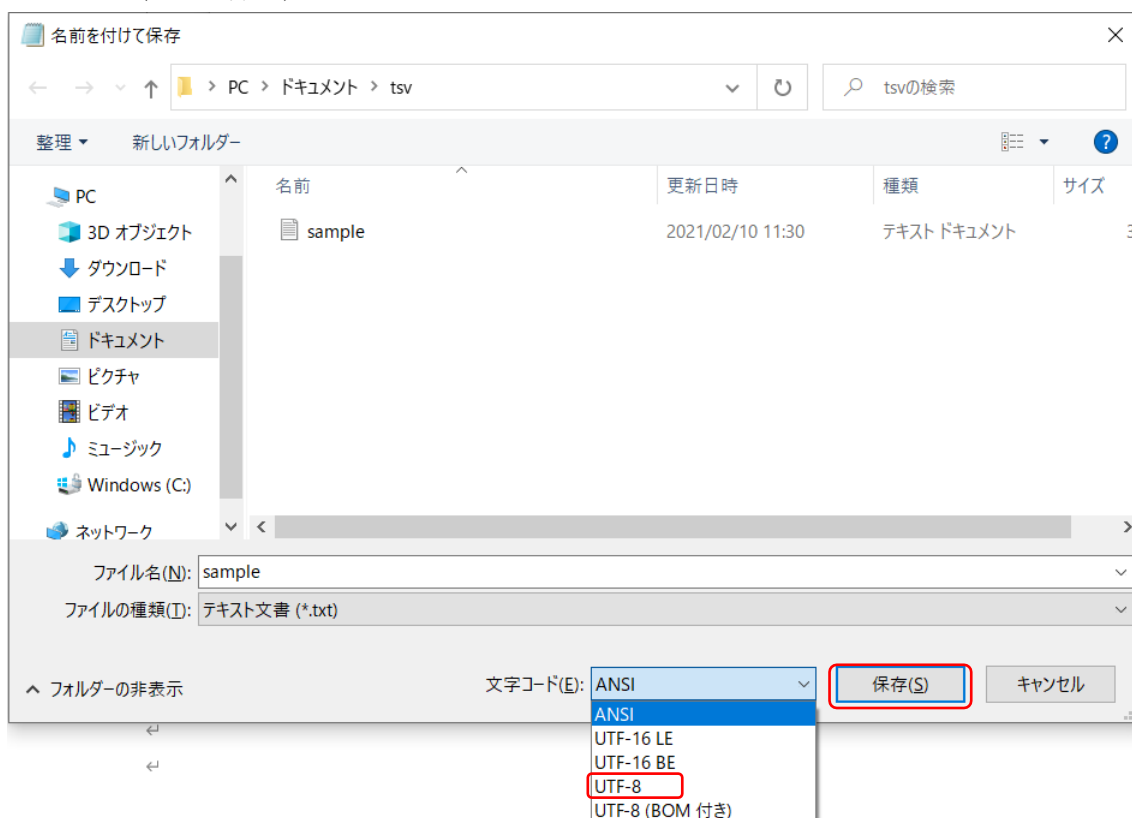 名前を付けて保存
PC > ドキュメント > tsv
tsvの検索
整理
新しいフォルダー
名前
更新日時
種類
サイズ
PC
3D オブジェクト
ダウンロード
デスクトップ
ドキュメント
ピクチャ
ビデオ
ミュージック
Windows (C:)
ネットワーク
sample
2021/02/10 11:30
テキスト ドキュメント
ファイル名(N): sample
ファイルの種類(T): テキスト文書 (*.txt)
フォルダーの非表示
文字コード(E): ANSI
保存(S)
キャンセル
ANSI
UTF-16 LE
UTF-16 BE
UTF-8
UTF-8 (BOM 付き)